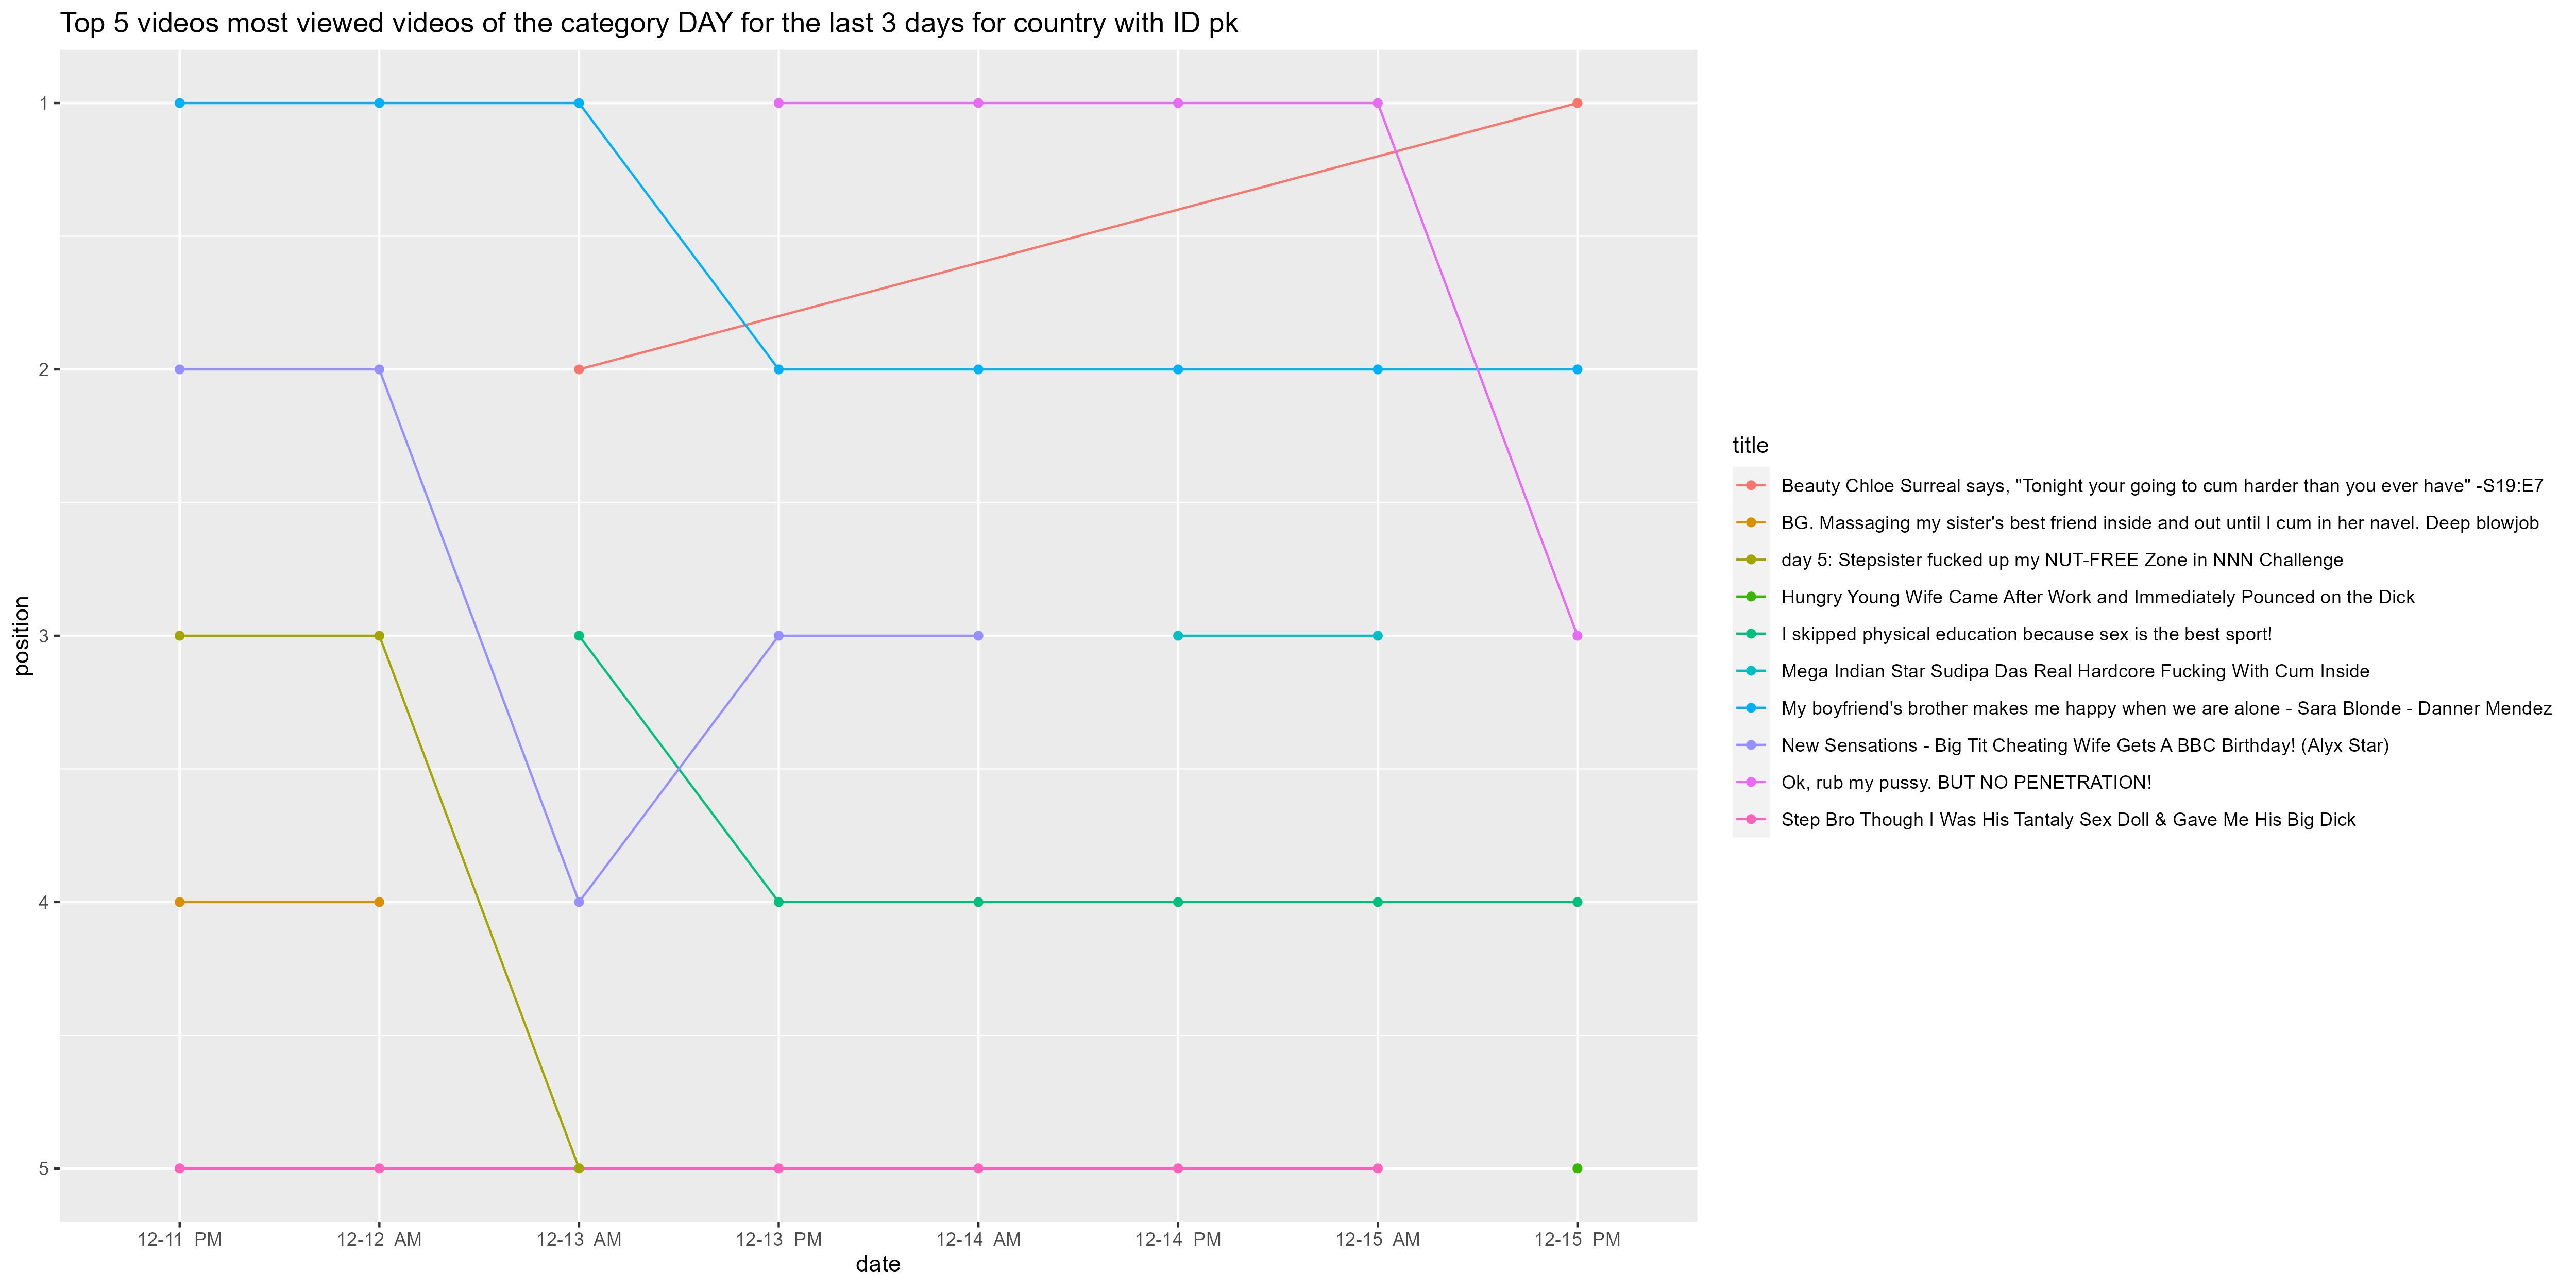 Top 5 videos most viewed videos of the category DAY for the last 3 days for country with ID pk
1
2
3
4
5
position
12-11 PM
12-12 AM
12-13 AM
12-13 PM
12-14 AM
12-14 PM
12-15 AM
12-15 PM
date
title
Beauty Chloe Surreal says, "Tonight your going to cum harder than you ever have" -S19:E7
BG. Massaging my sister's best friend inside and out until I cum in her navel. Deep blowjob
day 5: Stepsister fucked up my NUT-FREE Zone in NNN Challenge
Hungry Young Wife Came After Work and Immediately Pounced on the Dick
I skipped physical education because sex is the best sport!
Mega Indian Star Sudipa Das Real Hardcore Fucking With Cum Inside
My boyfriend's brother makes me happy when we are alone - Sara Blonde - Danner Mendez
New Sensations - Big Tit Cheating Wife Gets A BBC Birthday! (Alyx Star)
Ok, rub my pussy. BUT NO PENETRATION!
Step Bro Though I Was His Tantaly Sex Doll & Gave Me His Big Dick